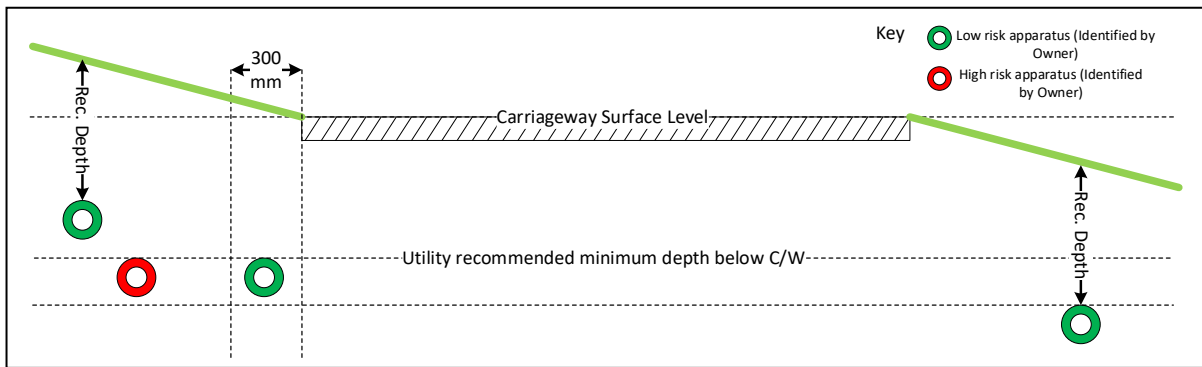 300
mm
Key
Low risk apparatus (Identified by
Owner)
High risk apparatus (Identified
by Owner)
Rec. Depth
Carriageway Surface Level
Rec. Depth
Utility recommended minimum depth below C/W